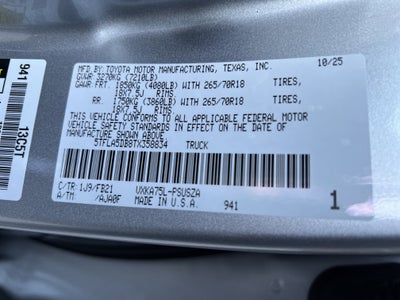 MFD.BY:TOYOTA MOTOR MANUFACTURING, TEXAS, INC. 10/25
GVWR: 3270KG (7210LB)
GAWR:FRT. 1850KG (4080LB) WITH 265/70R18 TIRES,
18X7.5J RIMS
RR. 1750KG (3860LB) WITH 265/70R18 TIRES,
18X7.5J RIMS
THIS VEHICLE CONFORMS TO ALL APPLICABLE FEDERAL MOTOR
VEHICLE SAFETY STANDARDS IN EFFECT ON THE DATE OF
MANUFACTURE SHOWN ABOVE.
5TFLA5DB8TX358834 TRUCK
C/TR: 1J9/FB21 VXKA75L-PSUSZA
A/TM: /AJA0F MADE IN U.S.A. 941 1
941 13CST